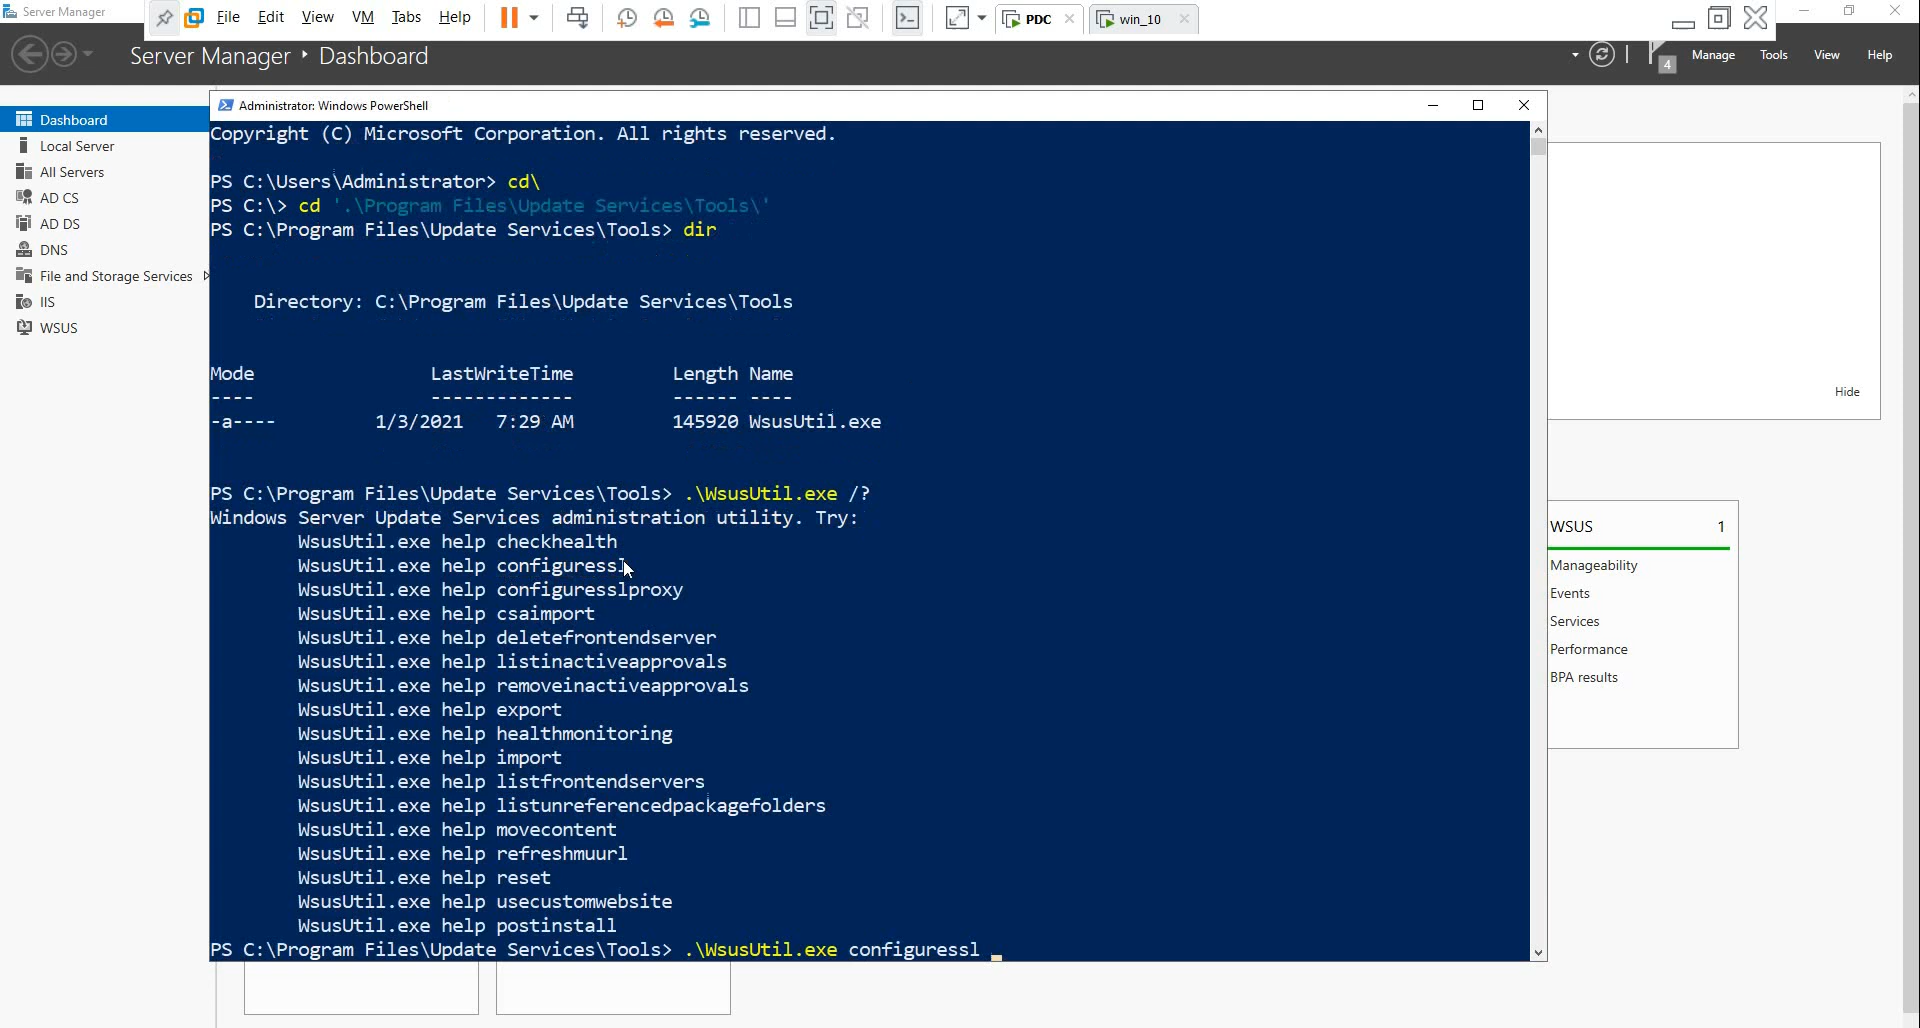 Server Manager
File Edit View VM Tabs Help
PDC
win_10
Server Manager ‣ Dashboard
4
Manage Tools View Help
Dashboard
Local Server
All Servers
AD CS
AD DS
DNS
File and Storage Services
IIS
WSUS
Administrator: Windows PowerShell
Copyright (C) Microsoft Corporation. All rights reserved.
PS C:\Users\Administrator> cd\
PS C:\> cd '.\Program Files\Update Services\Tools\'
PS C:\Program Files\Update Services\Tools> dir
Directory: C:\Program Files\Update Services\Tools
Mode LastWriteTime Length Name
---- ------------- ------ ----
-a---- 1/3/2021 7:29 AM 145920 WsusUtil.exe
PS C:\Program Files\Update Services\Tools> .\WsusUtil.exe /?
Windows Server Update Services administration utility. Try:
WsusUtil.exe help checkhealth
WsusUtil.exe help configuressl
WsusUtil.exe help configuresslproxy
WsusUtil.exe help csaimport
WsusUtil.exe help deletefrontendserver
WsusUtil.exe help listinactiveapprovals
WsusUtil.exe help removeinactiveapprovals
WsusUtil.exe help export
WsusUtil.exe help healthmonitoring
WsusUtil.exe help import
WsusUtil.exe help listfrontendservers
WsusUtil.exe help listunreferencedpackagefolders
WsusUtil.exe help movecontent
WsusUtil.exe help refreshmuurl
WsusUtil.exe help reset
WsusUtil.exe help usecustomwebsite
WsusUtil.exe help postinstall
PS C:\Program Files\Update Services\Tools> .\WsusUtil.exe configuressl
Hide
WSUS 1
Manageability
Events
Services
Performance
BPA results